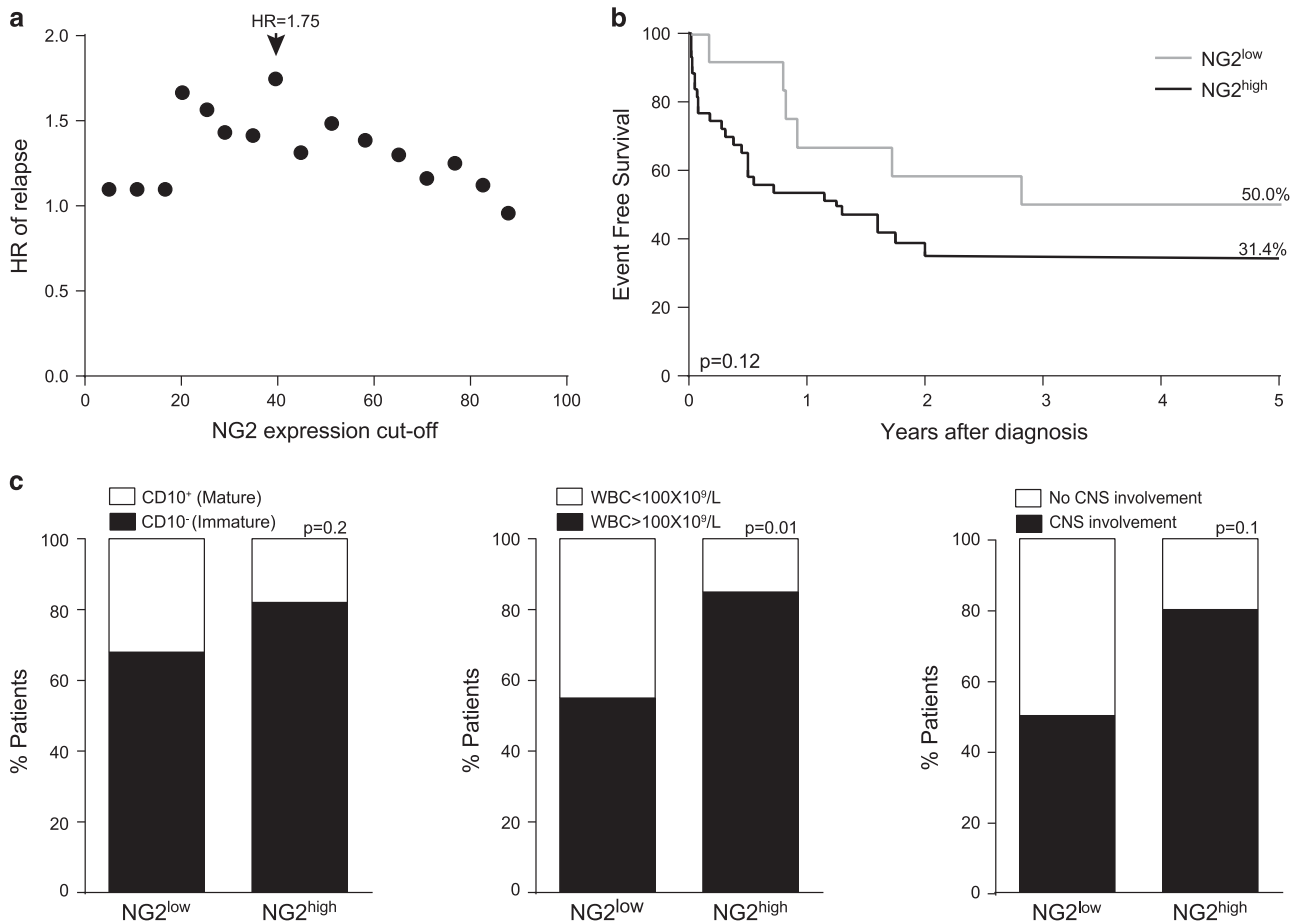 a
HR=1.75
2.0
1.5
1.0
0.5
0.0
HR of relapse
0 20 40 60 80 100
NG2 expression cut-off
b
100
80
60
40
20
0
Event Free Survival
NG2low
NG2high
50.0%
31.4%
p=0.12
0 1 2 3 4 5
Years after diagnosis
c
CD10+ (Mature)
CD10- (Immature)
p=0.2
100
80
60
40
20
0
% Patients
NG2low NG2high
WBC<100X10⁹/L
WBC>100X10⁹/L
p=0.01
100
80
60
40
20
0
% Patients
NG2low NG2high
No CNS involvement
CNS involvement
p=0.1
100
80
60
40
20
0
% Patients
NG2low NG2high